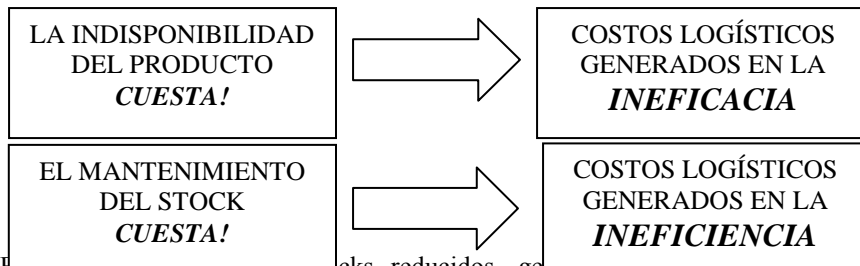 LA INDISPONIBILIDAD
DEL PRODUCTO
CUESTA!
COSTOS LOGÍSTICOS
GENERADOS EN LA
INEFICACIA
EL MANTENIMIENTO
DEL STOCK
CUESTA!
COSTOS LOGÍSTICOS
GENERADOS EN LA
INEFICIENCIA
reducidos